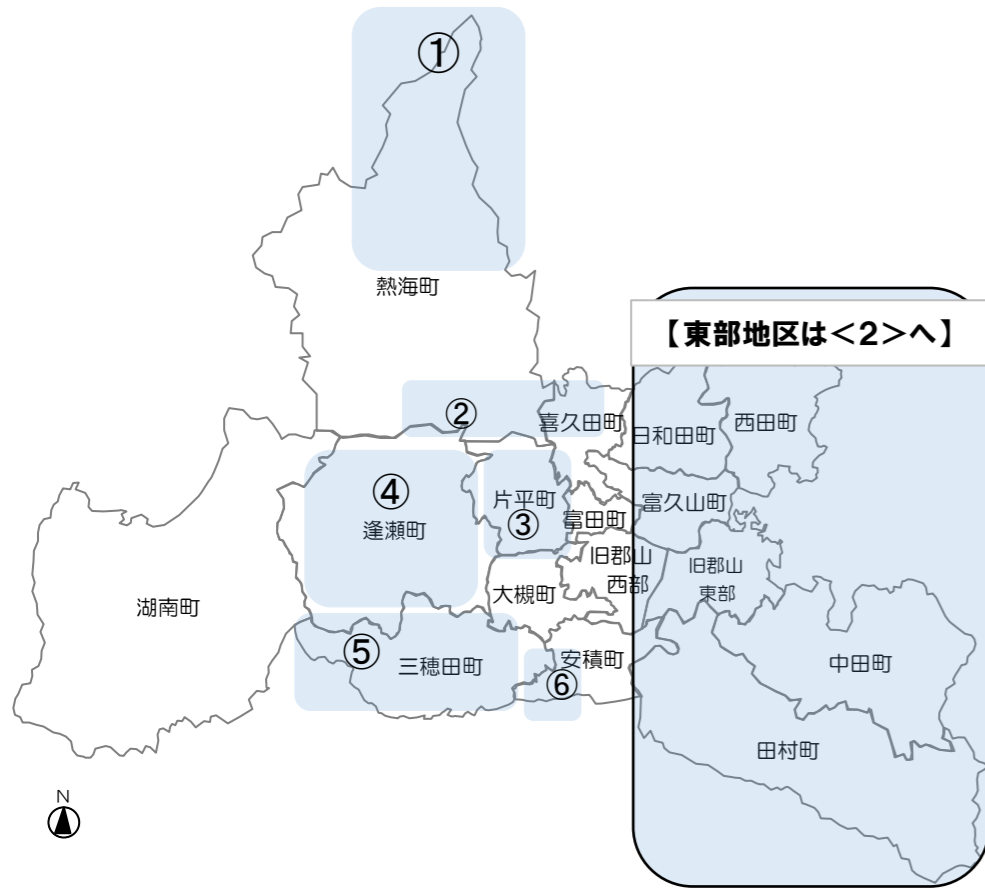 ①
熱海町
【東部地区は<2>へ】
②
喜久田町
日和田町
西田町
④
逢瀬町
片平町
③
富田町
富久山町
旧郡山
西部
旧郡山
東部
大槻町
湖南町
⑤
三穂田町
安積町
⑥
中田町
田村町
N